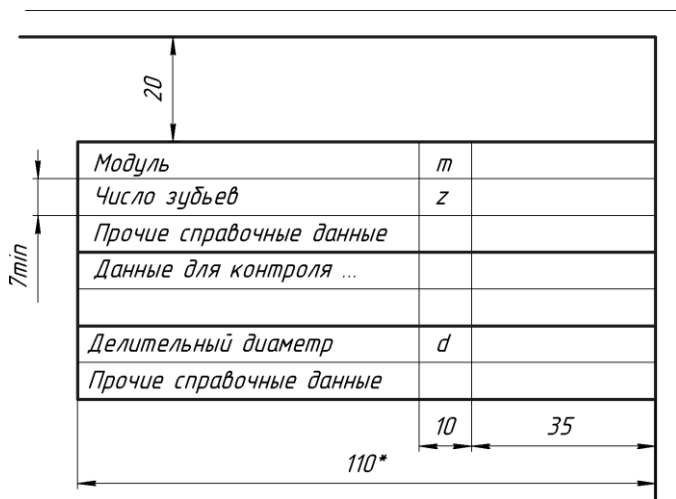 20
Модуль m
Число зубьев z
7min
Прочие справочные данные
Данные для контроля ...
Делительный диаметр d
Прочие справочные данные
10 35
110*